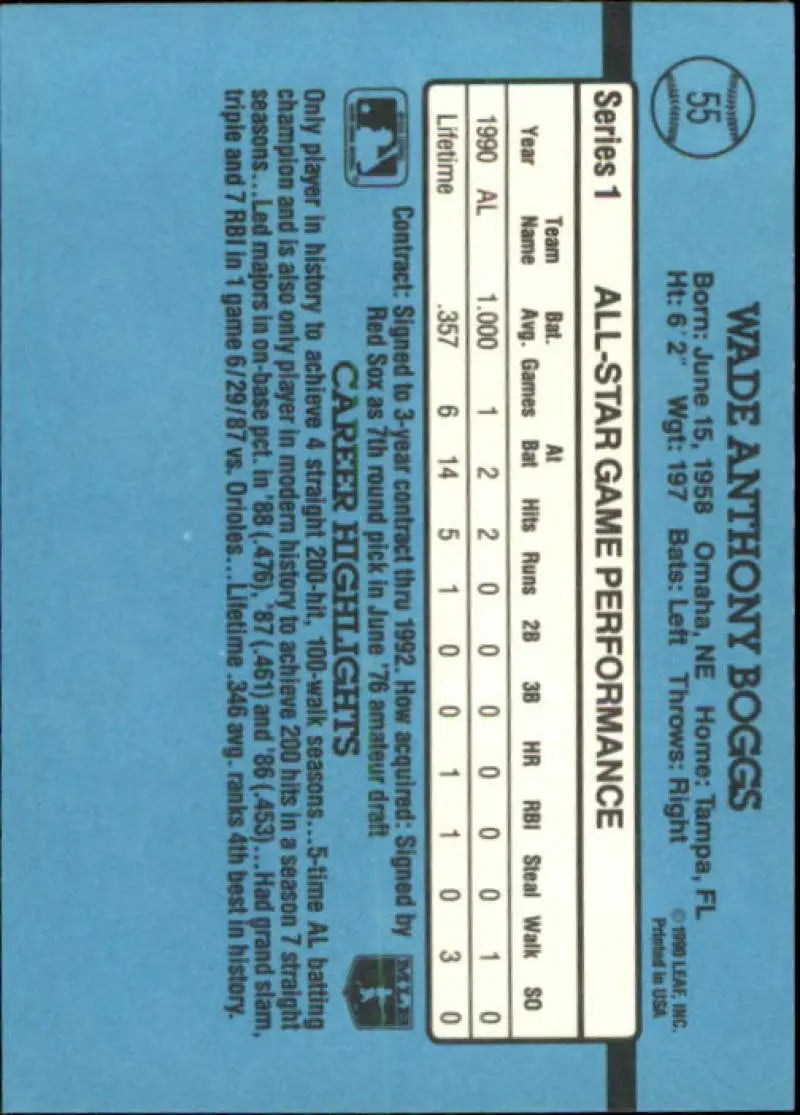 55
WADE ANTHONY BOGGS
Born: June 15, 1958 Omaha, NE Home: Tampa, FL
Ht: 6' 2" Wgt: 197 Bats: Left Throws: Right
© 1990 LEAF, INC.
Printed in USA
Series 1 ALL-STAR GAME PERFORMANCE
Year Team Name Bat. Avg. Games At Bat Hits Runs 2B 3B HR RBI Steal Walk SO
1990 AL 1.000 1 2 2 0 0 0 0 0 0 1 0
Lifetime .357 6 14 5 1 0 0 1 1 0 3 0
Contract: Signed to 3-year contract thru 1992. How acquired: Signed by
Red Sox as 7th round pick in June '76 amateur draft
MLB
CAREER HIGHLIGHTS
Only player in history to achieve 4 straight 200-hit, 100-walk seasons...5-time AL batting
champion and is also only player in modern history to achieve 200 hits in a season 7 straight
seasons...Led majors in on-base pct. in '88 (.476), '87 (.461) and '86 (.453)...Had grand slam,
triple and 7 RBI in 1 game 6/29/87 vs. Orioles...Lifetime .346 avg. ranks 4th best in history.